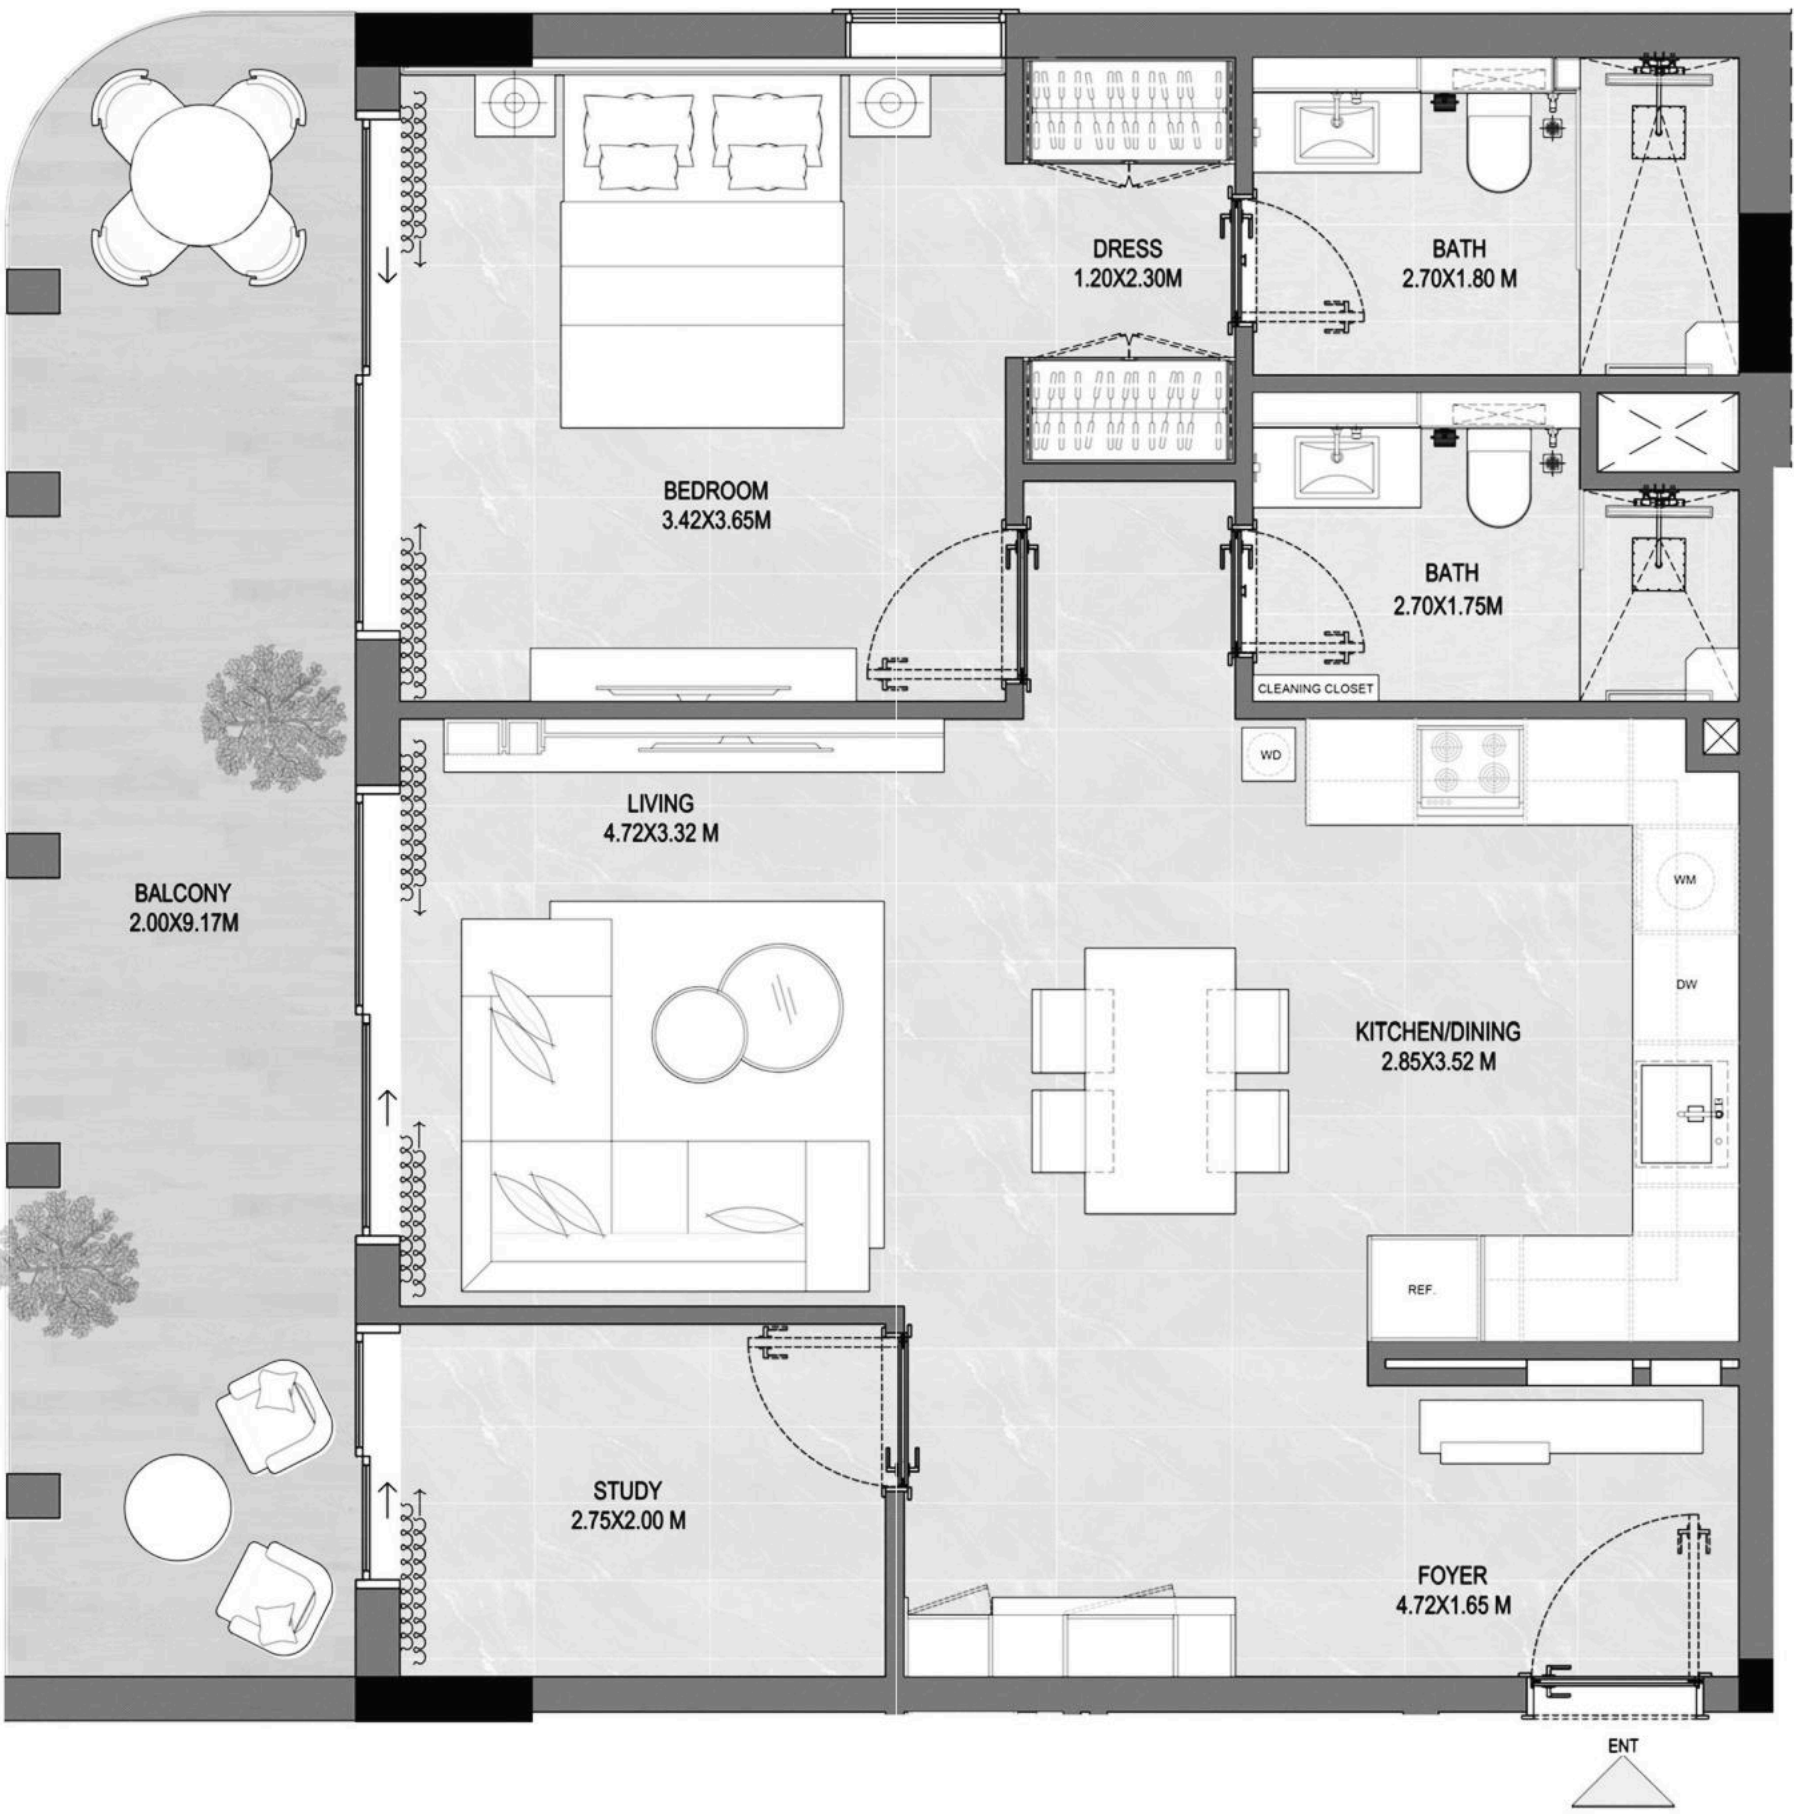 DRESS
1.20X2.30M
BATH
2.70X1.80 M
BEDROOM
3.42X3.65M
BATH
2.70X1.75M
CLEANING CLOSET
WD
LIVING
4.72X3.32 M
WM
BALCONY
2.00X9.17M
DW
KITCHEN/DINING
2.85X3.52 M
REF.
STUDY
2.75X2.00 M
FOYER
4.72X1.65 M
ENT